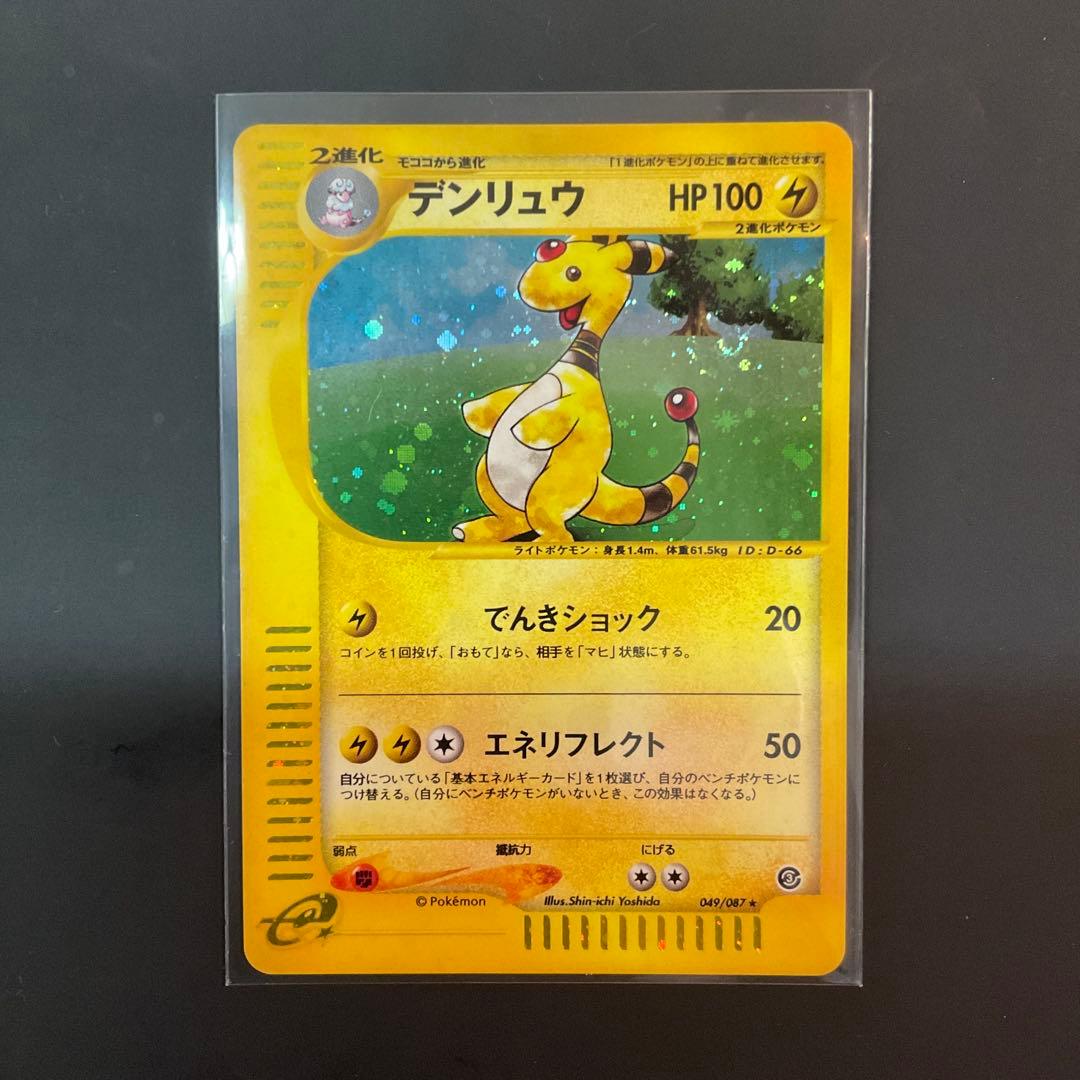 2進化 モココから進化 「1進化ポケモン」の上に重ねて進化させます。
デンリュウ HP100
2進化ポケモン
ライトポケモン：身長1.4m、体重61.5kg ID:D-66
でんきショック 20
コインを1回投げ、「おもて」なら、相手を「マヒ」状態にする。
エネリフレクト 50
自分についている「基本エネルギーカード」を1枚選び、自分のベンチポケモンに
つけ替える。（自分にベンチポケモンがいないとき、この効果はなくなる。）
弱点 抵抗力 にげる
3
©Pokémon Illus.Shin-ichi Yoshida 049/087★
e